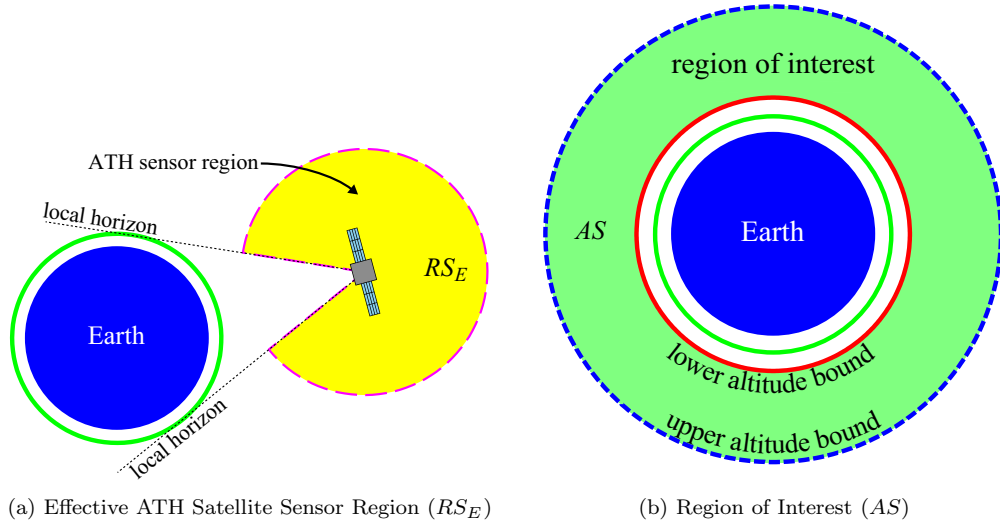 ATH sensor region
local horizon
RS_E
Earth
local horizon
(a) Effective ATH Satellite Sensor Region (RS_E)
region of interest
AS
Earth
lower altitude bound
upper altitude bound
(b) Region of Interest (AS)